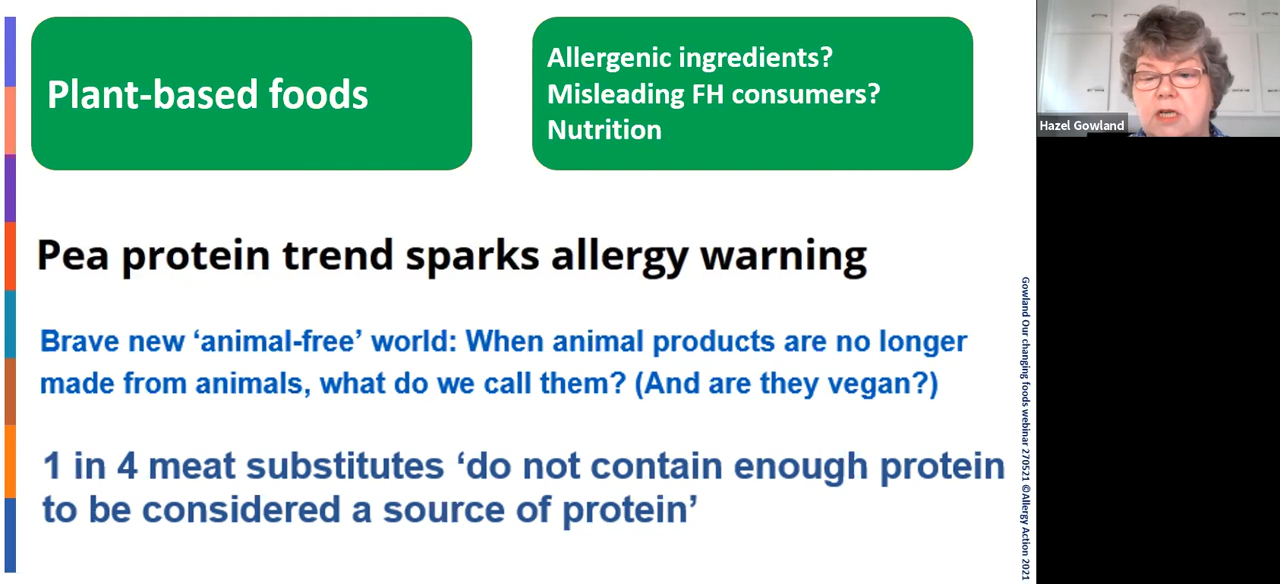 Plant-based foods
Allergenic ingredients?
Misleading FH consumers?
Nutrition
Hazel Gowland
Pea protein trend sparks allergy warning
Brave new ‘animal-free’ world: When animal products are no longer
made from animals, what do we call them? (And are they vegan?)
1 in 4 meat substitutes ‘do not contain enough protein
to be considered a source of protein’
Gowland Our changing foods webinar 270521 ©Allergy Action 2021